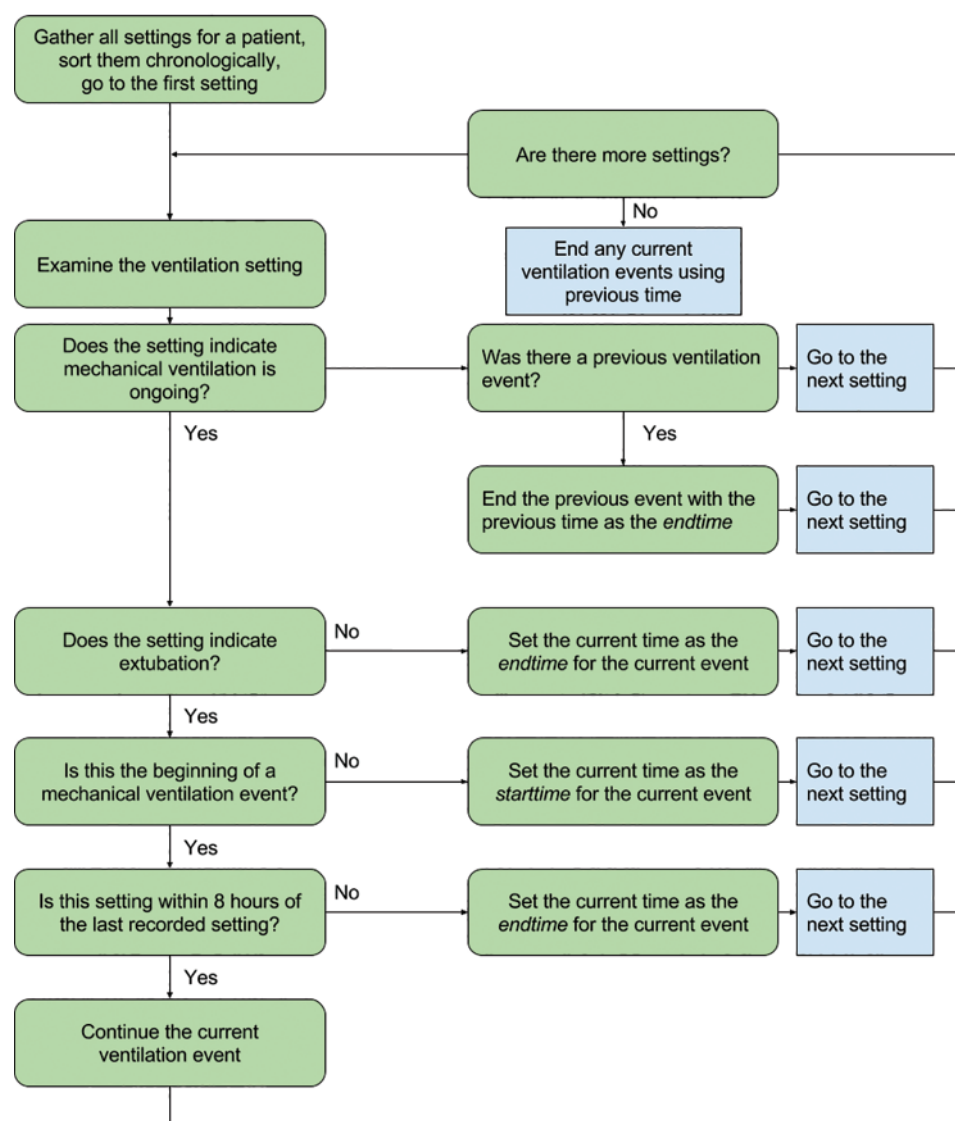 Gather all settings for a patient,
sort them chronologically,
go to the first setting
Are there more settings?
No
End any current
ventilation events using
previous time
Examine the ventilation setting
Does the setting indicate
mechanical ventilation is
ongoing?
Was there a previous ventilation
event?
Go to the
next setting
Yes
Yes
End the previous event with the
previous time as the endtime
Go to the
next setting
Does the setting indicate
extubation?
No
Set the current time as the
endtime for the current event
Go to the
next setting
Yes
Is this the beginning of a
mechanical ventilation event?
No
Set the current time as the
starttime for the current event
Go to the
next setting
Yes
Is this setting within 8 hours of
the last recorded setting?
No
Set the current time as the
endtime for the current event
Go to the
next setting
Yes
Continue the current
ventilation event